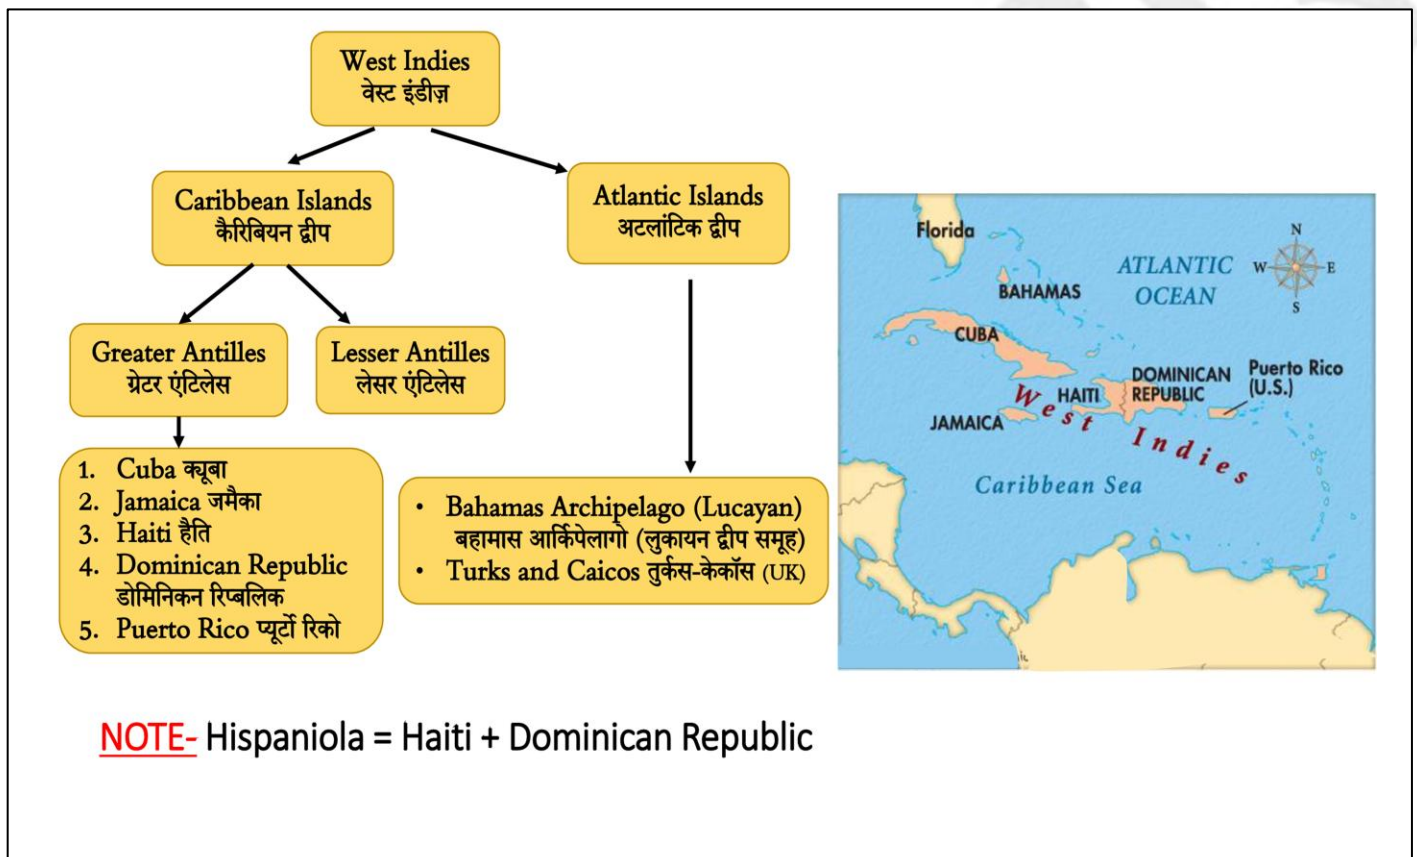 West Indies
वेस्ट इंडीज़
Caribbean Islands
कैरिबियन द्वीप
Atlantic Islands
अटलांटिक द्वीप
Greater Antilles
ग्रेटर एंटिलेस
Lesser Antilles
लेसर एंटिलेस
1. Cuba क्यूबा
2. Jamaica जमैका
3. Haiti हैति
4. Dominican Republic
डोमिनिकन रिप्बलिक
5. Puerto Rico प्यूर्टो रिको
• Bahamas Archipelago (Lucayan)
बहामास आर्किपेलागो (लुकायन द्वीप समूह)
• Turks and Caicos तुर्कस-केकॉस (UK)
Florida
N
W E
S
ATLANTIC
OCEAN
BAHAMAS
CUBA
DOMINICAN
REPUBLIC
Puerto Rico
(U.S.)
HAITI
JAMAICA
West Indies
Caribbean Sea
NOTE- Hispaniola = Haiti + Dominican Republic